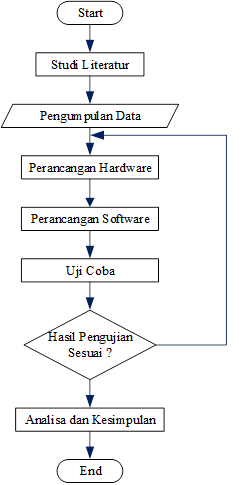 Start
Studi Literatur
Pengumpulan Data
Perancangan Hardware
Perancangan Software
Uji Coba
Hasil Pengujian
Sesuai ?
Analisa dan Kesimpulan
End